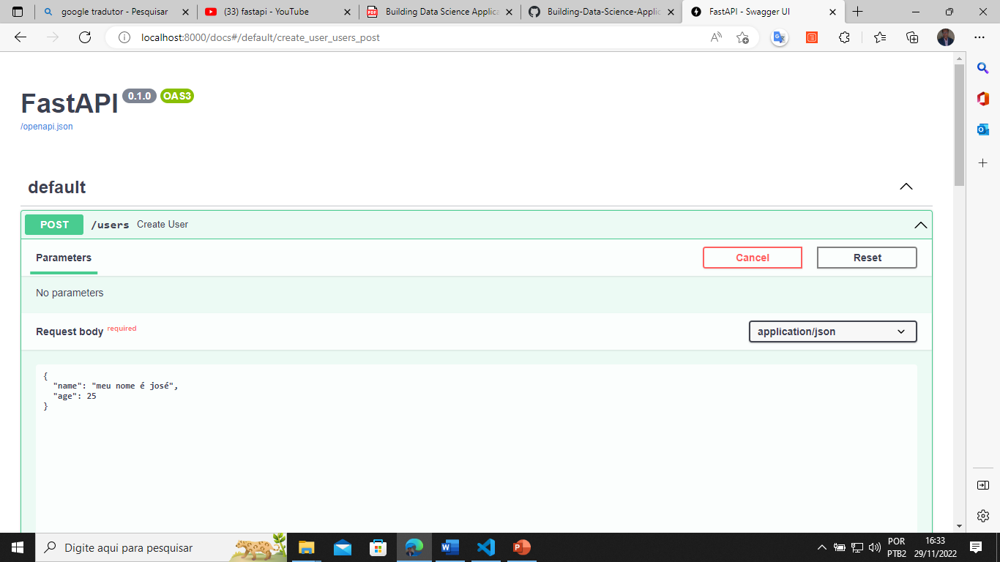 google tradutor - Pesquisar
(33) fastapi - YouTube
Building Data Science Applica
Building-Data-Science-Applic
FastAPI - Swagger UI
localhost:8000/docs#/default/create_user_users_post
FastAPI 0.1.0 OAS3
/openapi.json
default
POST /users Create User
Parameters
Cancel
Reset
No parameters
Request body required
application/json
{
"name": "meu nome é josé",
"age": 25
}
Digite aqui para pesquisar
POR
PTB2
16:33
29/11/2022